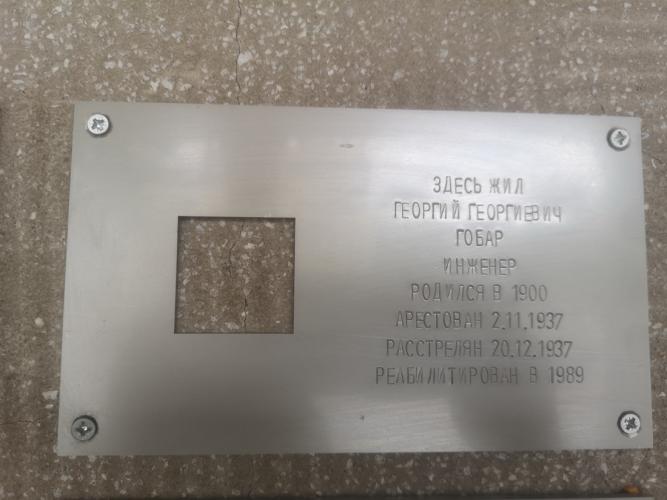 ЗДЕСЬ ЖИЛ
ГЕОРГИЙ ГЕОРГИЕВИЧ
ГОБАР
ИНЖЕНЕР
РОДИЛСЯ В 1900
АРЕСТОВАН 2.11.1937
РАССТРЕЛЯН 20.12.1937
РЕАБИЛИТИРОВАН В 1989